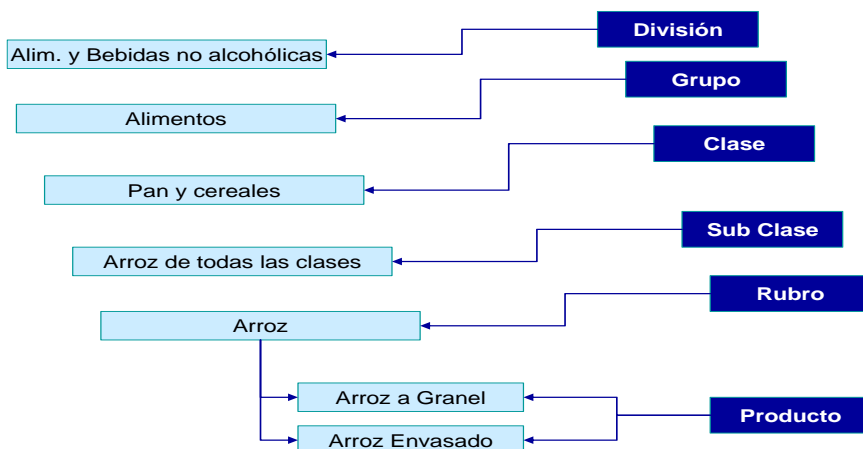 División
Alim. y Bebidas no alcohólicas
Grupo
Alimentos
Clase
Pan y cereales
Sub Clase
Arroz de todas las clases
Rubro
Arroz
Arroz a Granel
Producto
Arroz Envasado